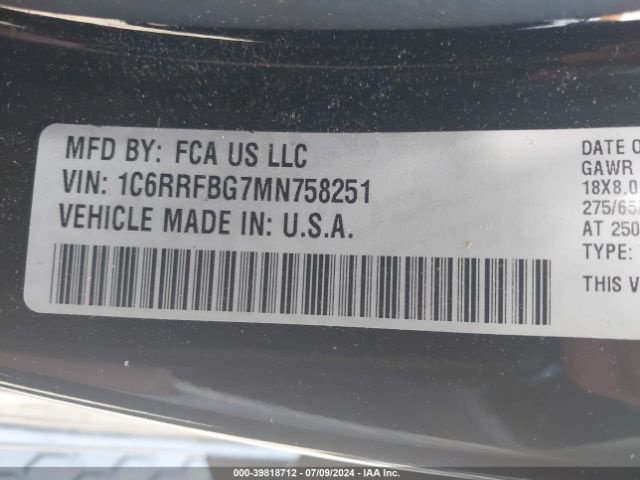 MFD BY: FCA US LLC
VIN: 1C6RRFBG7MN758251
VEHICLE MADE IN: U.S.A.
DATE O
GAWR
18X8.0
275/65
AT 250
TYPE:
THIS V
000-39818712 - 07/09/2024 - IAA Inc.